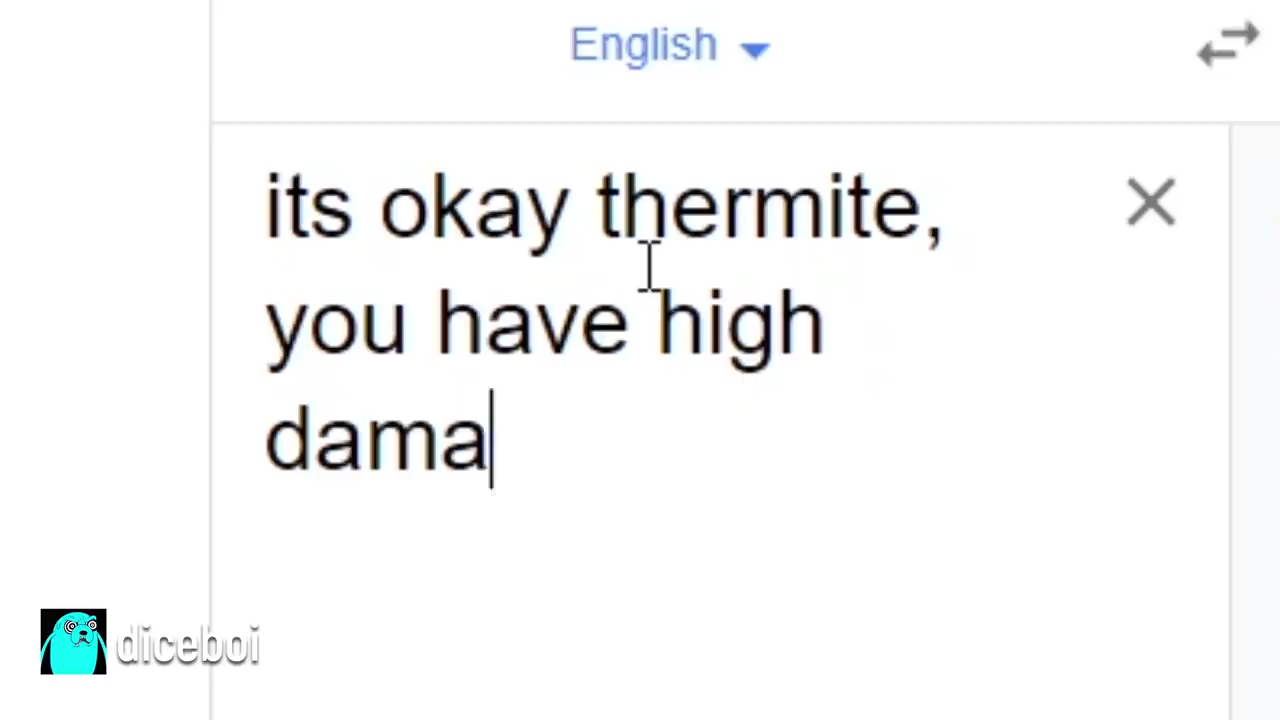 English
its okay thermite,
you have high
dama
diceboi